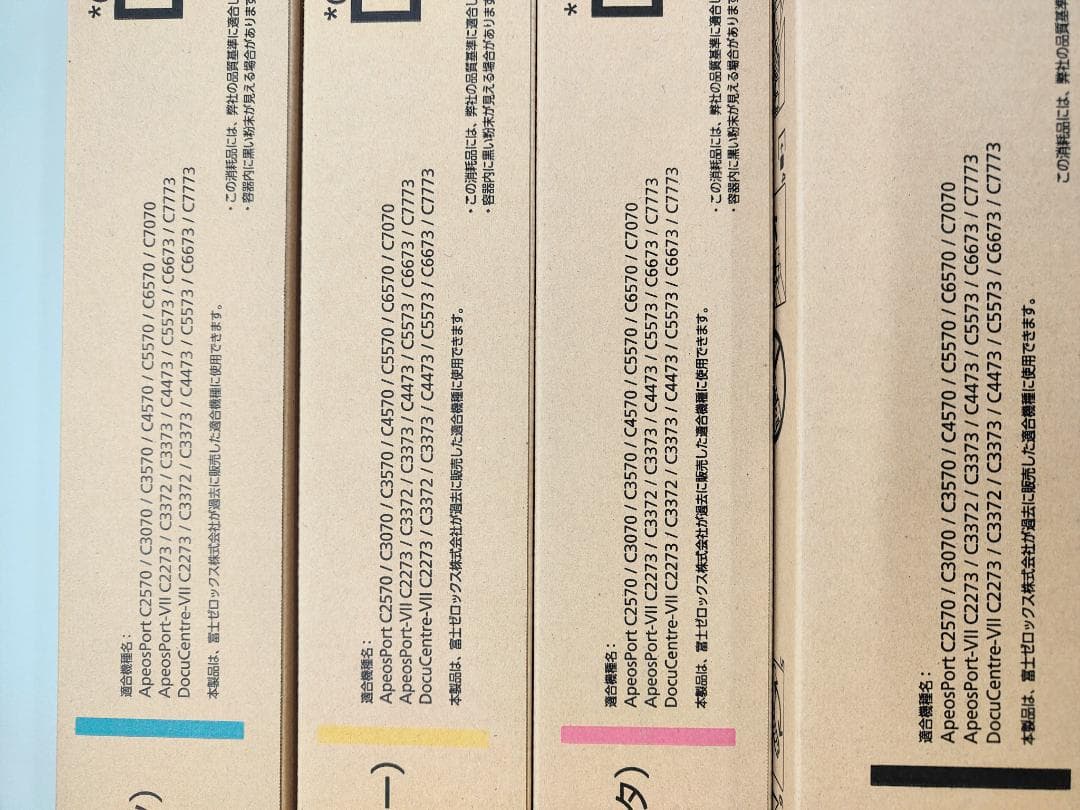 適合機種名：
ApeosPort C2570 / C3070 / C3570 / C4570 / C5570 / C6570 / C7070
ApeosPort-VII C2273 / C3372 / C3373 / C4473 / C5573 / C6673 / C7773
DocuCentre-VII C2273 / C3372 / C3373 / C4473 / C5573 / C6673 / C7773
本製品は、富士ゼロックス株式会社が過去に販売した適合機種に使用できます。
・この消耗品には、弊社の品質基準に適合し
・容器内に黒い粉末が見える場合があります
ー）
適合機種名：
ApeosPort C2570 / C3070 / C3570 / C4570 / C5570 / C6570 / C7070
ApeosPort-VII C2273 / C3372 / C3373 / C4473 / C5573 / C6673 / C7773
DocuCentre-VII C2273 / C3372 / C3373 / C4473 / C5573 / C6673 / C7773
本製品は、富士ゼロックス株式会社が過去に販売した適合機種に使用できます。
・この消耗品には、弊社の品質基準に適合し
・容器内に黒い粉末が見える場合があります
タ）
適合機種名：
ApeosPort C2570 / C3070 / C3570 / C4570 / C5570 / C6570 / C7070
ApeosPort-VII C2273 / C3372 / C3373 / C4473 / C5573 / C6673 / C7773
DocuCentre-VII C2273 / C3372 / C3373 / C4473 / C5573 / C6673 / C7773
本製品は、富士ゼロックス株式会社が過去に販売した適合機種に使用できます。
・この消耗品には、弊社の品質基準に適合し
・容器内に黒い粉末が見える場合があります
適合機種名：
ApeosPort C2570 / C3070 / C3570 / C4570 / C5570 / C6570 / C7070
ApeosPort-VII C2273 / C3372 / C3373 / C4473 / C5573 / C6673 / C7773
DocuCentre-VII C2273 / C3372 / C3373 / C4473 / C5573 / C6673 / C7773
本製品は、富士ゼロックス株式会社が過去に販売した適合機種に使用できます。
この消耗品には、弊社の品質基準